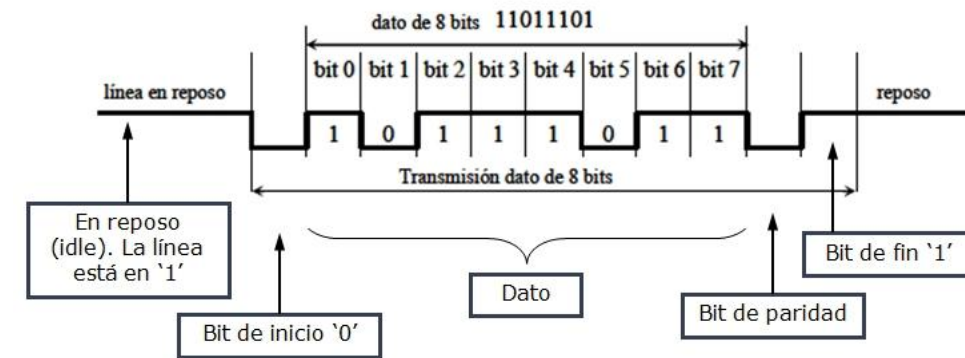 dato de 8 bits 11011101
bit 0 bit 1 bit 2 bit 3 bit 4 bit 5 bit 6 bit 7
línea en reposo
reposo
1 0 1 1 1 0 1 1
Transmisión dato de 8 bits
En reposo
(idle). La línea
está en ‘1’
Bit de inicio ‘0’
Dato
Bit de paridad
Bit de fin ‘1’